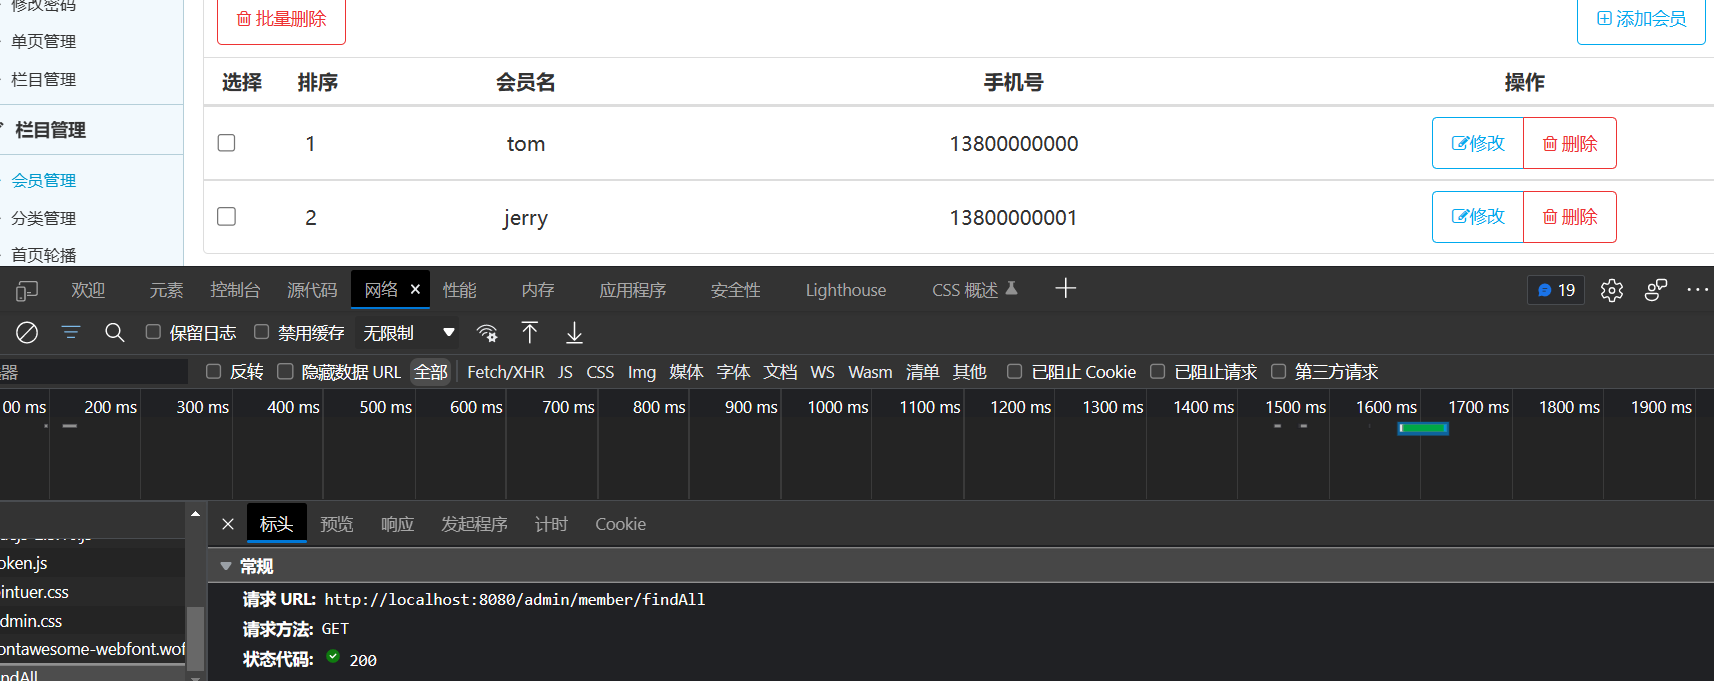 修改密码
单页管理
栏目管理
栏目管理
会员管理
分类管理
首页轮播
批量删除
添加会员
选择 排序 会员名 手机号 操作
1 tom 13800000000 修改 删除
2 jerry 13800000001 修改 删除
欢迎 元素 控制台 源代码 网络 × 性能 内存 应用程序 安全性 Lighthouse CSS 概述 19
保留日志 禁用缓存 无限制
器 反转 隐藏数据 URL 全部 Fetch/XHR JS CSS Img 媒体 字体 文档 WS Wasm 清单 其他 已阻止 Cookie 已阻止请求 第三方请求
00 ms 200 ms 300 ms 400 ms 500 ms 600 ms 700 ms 800 ms 900 ms 1000 ms 1100 ms 1200 ms 1300 ms 1400 ms 1500 ms 1600 ms 1700 ms 1800 ms 1900 ms
oken.js
intuer.css
dmin.css
ontawesome-webfont.wof
ndAll
× 标头 预览 响应 发起程序 计时 Cookie
常规
请求 URL: http://localhost:8080/admin/member/findAll
请求方法: GET
状态代码: 200